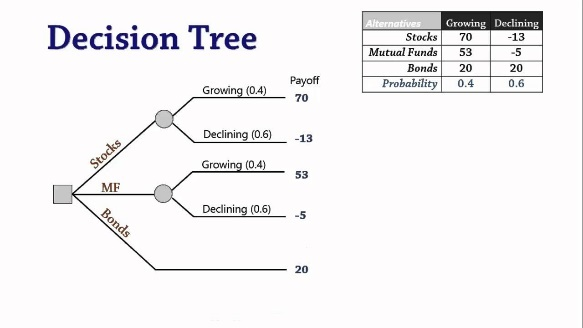 Decision Tree
Alternatives Growing Declining
Stocks 70 -13
Mutual Funds 53 -5
Bonds 20 20
Probability 0.4 0.6
Payoff
Growing (0.4) 70
Stocks
Declining (0.6) -13
Growing (0.4) 53
MF
Declining (0.6) -5
Bonds
20